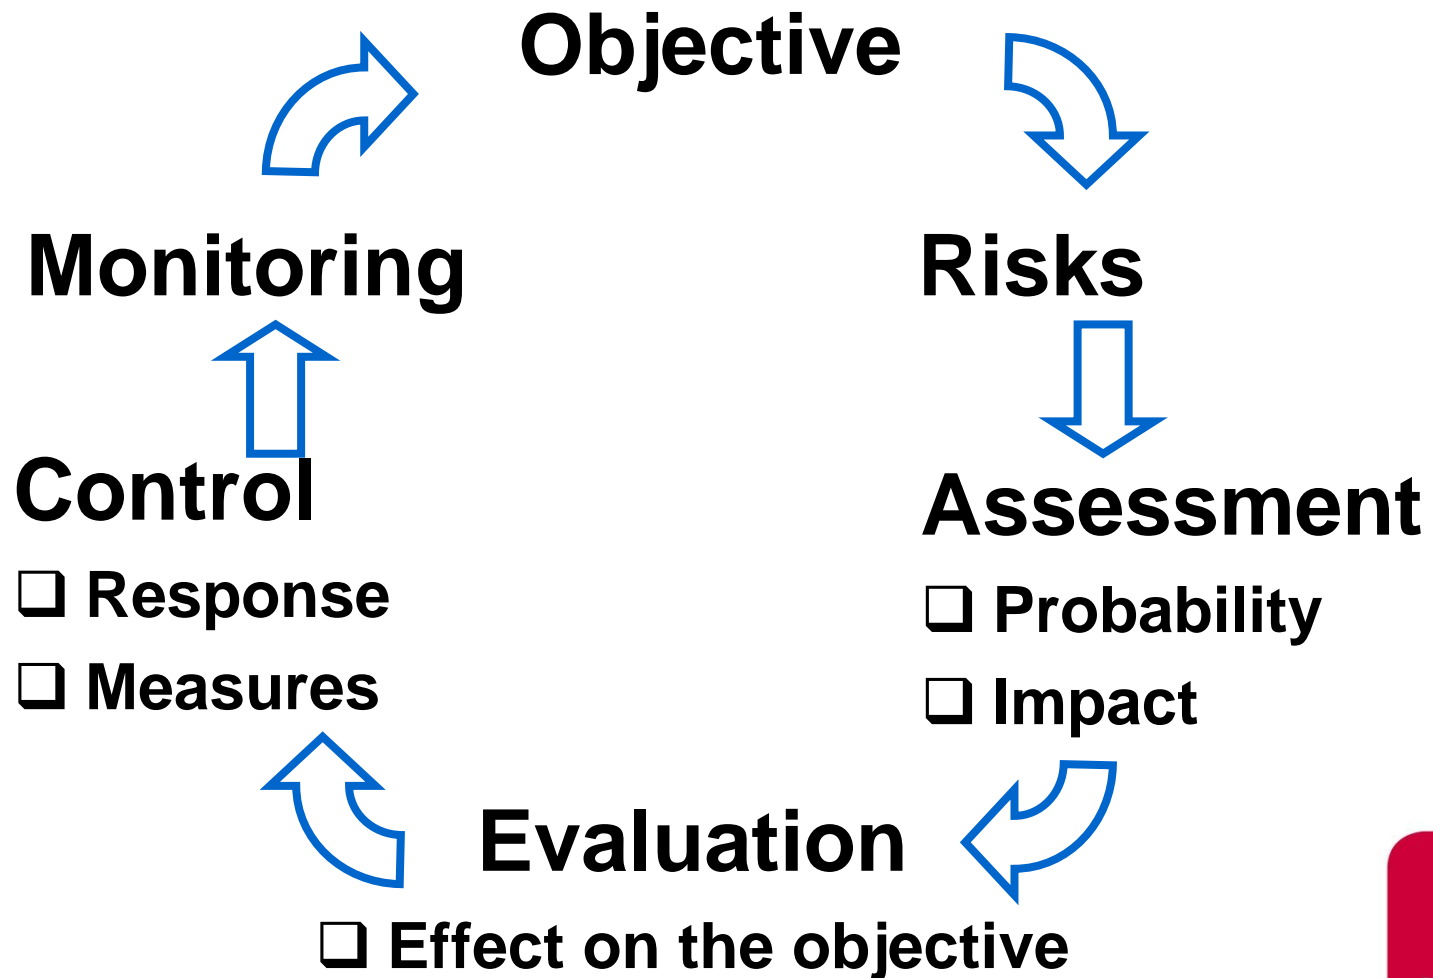 Objective
Monitoring
Risks
Control
❑ Response
❑ Measures
Assessment
❑ Probability
❑ Impact
Evaluation
❑ Effect on the objective